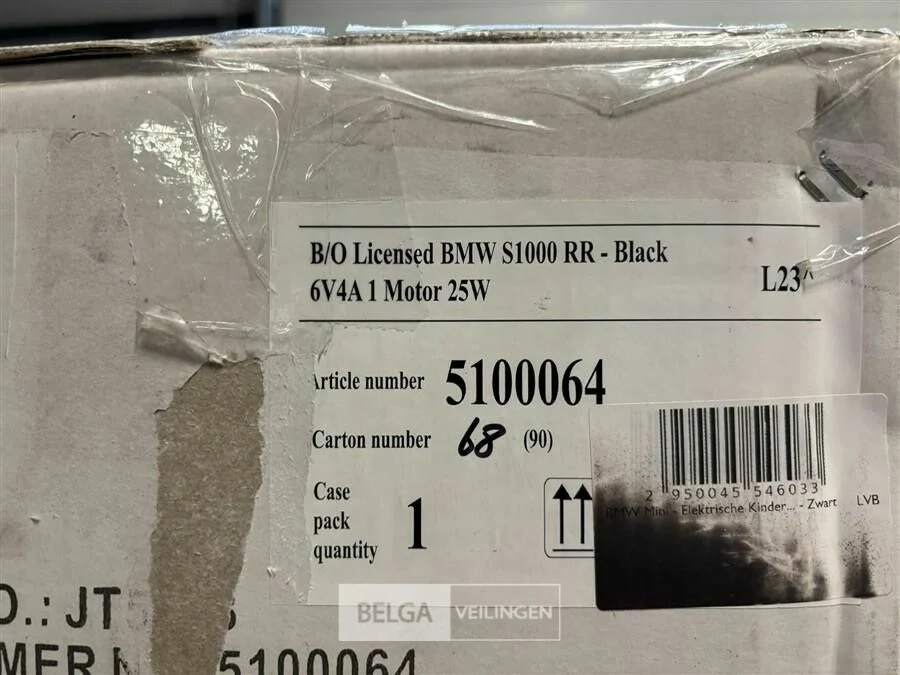 B/O Licensed BMW S1000 RR - Black
6V4A 1 Motor 25W
L23^
Article number 5100064
Carton number 68 (90)
Case
pack
quantity 1
2 950045 546033
BMW Mini - Elektrische Kinder... - Zwart LVB
O.: JT
5100064
BELGA VEILINGEN